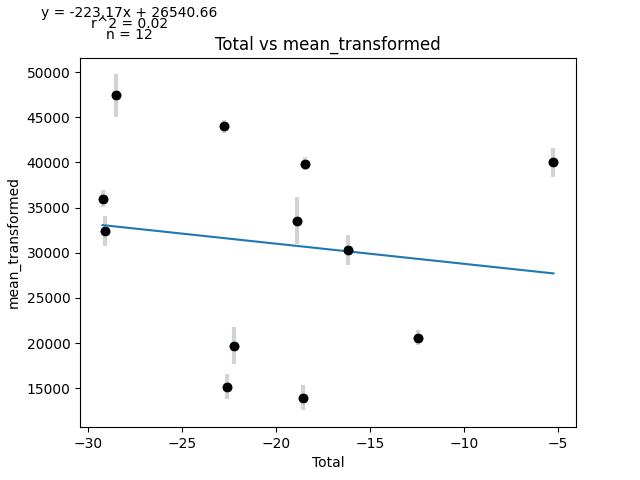 y = -223.17x + 26540.66
r^2 = 0.02
n = 12
Total vs mean_transformed
50000
45000
40000
35000
30000
25000
20000
15000
mean_transformed
−30
−25
−20
−15
−10
−5
Total